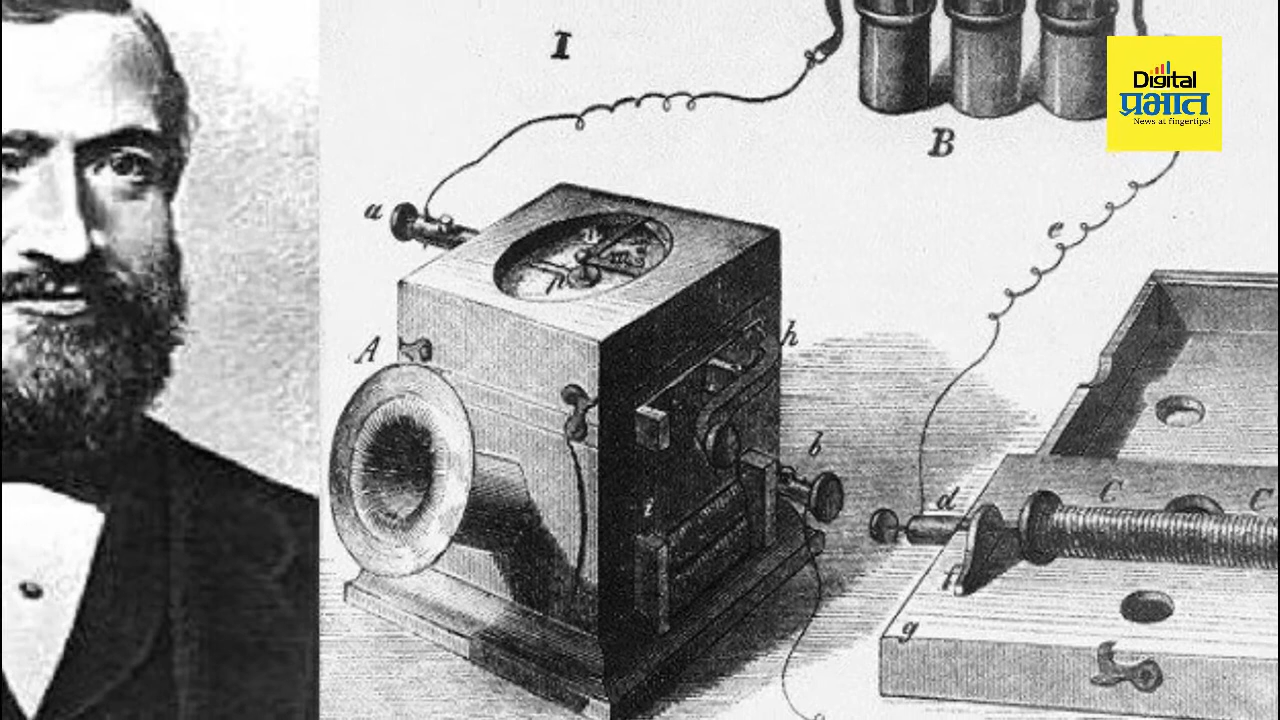 I
B
Digital
प्रभात
News at fingertips!
a
e
A
h
b
d
C
C
i
f
g